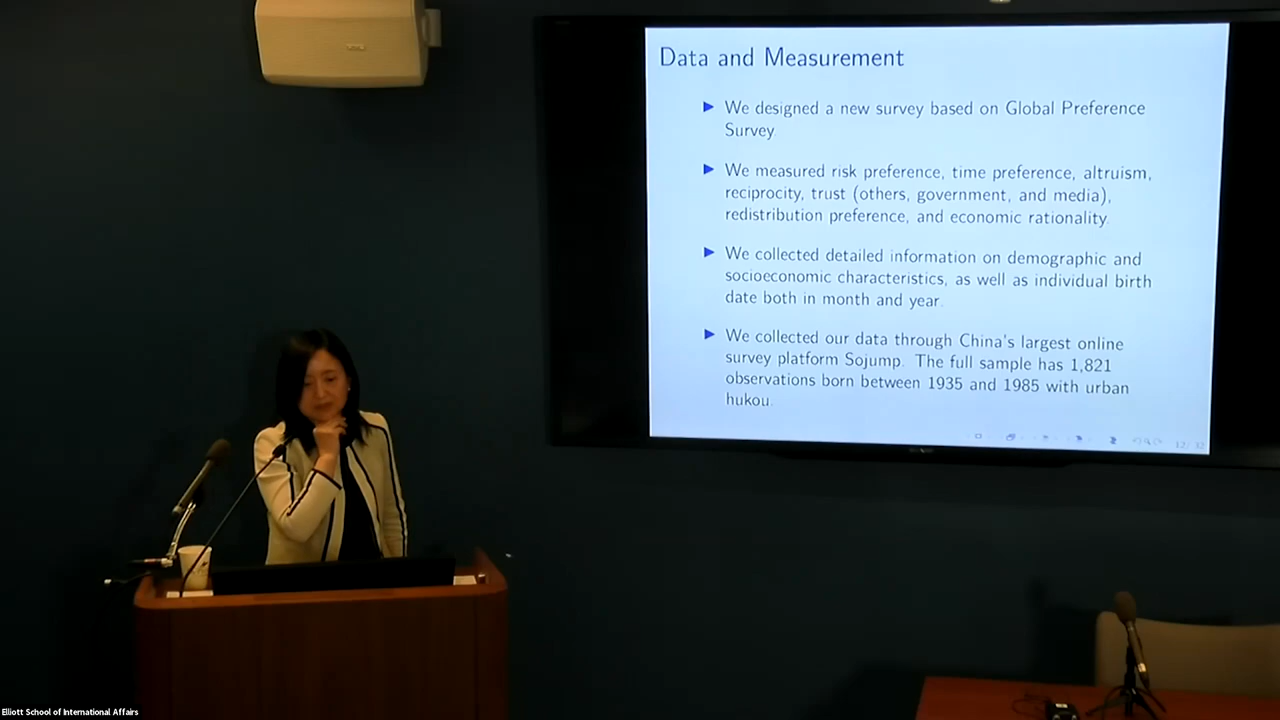 Data and Measurement
We designed a new survey based on Global Preference
Survey.
We measured risk preference, time preference, altruism,
reciprocity, trust (others, government, and media),
redistribution preference, and economic rationality.
We collected detailed information on demographic and
socioeconomic characteristics, as well as individual birth
date both in month and year.
We collected our data through China's largest online
survey platform Sojump. The full sample has 1,821
observations born between 1935 and 1985 with urban
hukou.
Elliott School of International Affairs